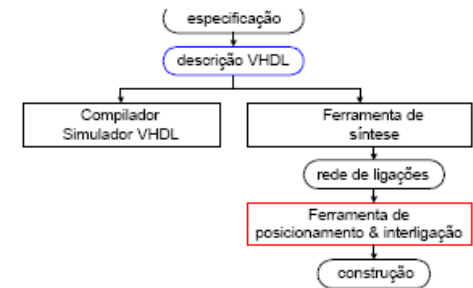 especificação
descrição VHDL
Compilador
Simulador VHDL
Ferramenta de
síntese
rede de ligações
Ferramenta de
posicionamento & interligação
construção